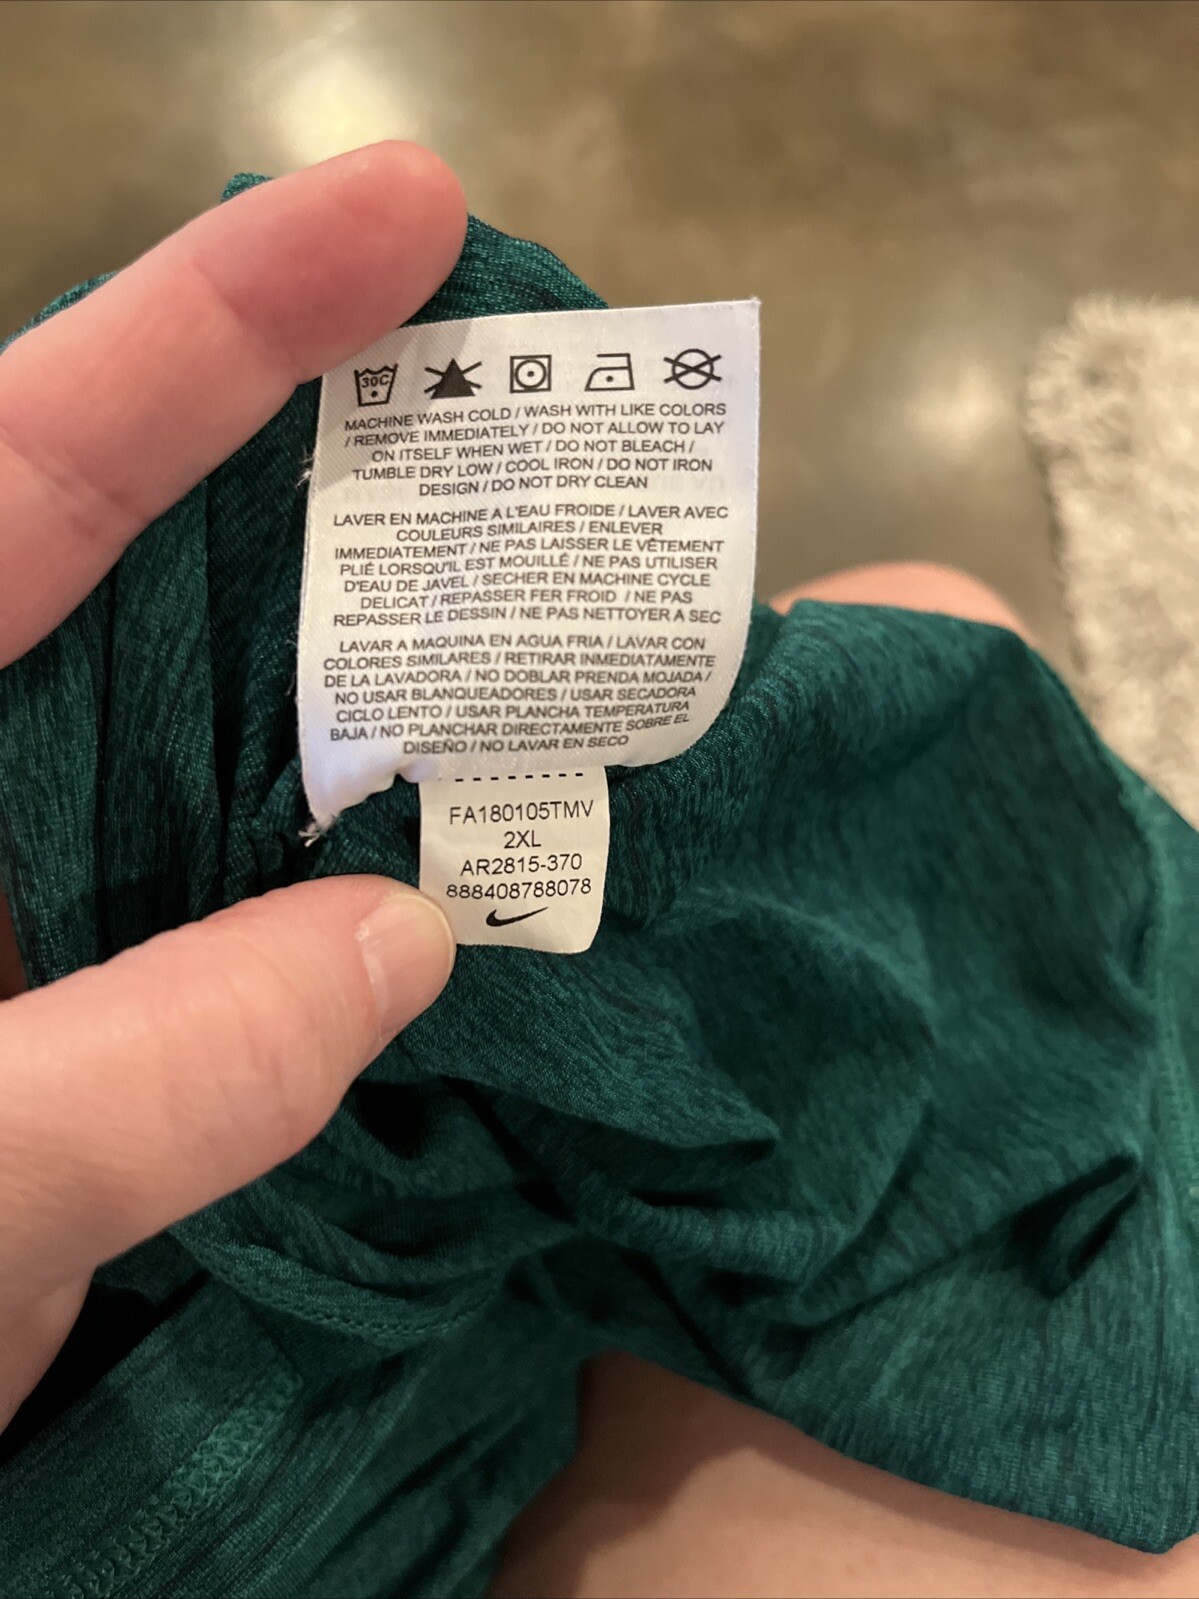 30C
MACHINE WASH COLD / WASH WITH LIKE COLORS
/ REMOVE IMMEDIATELY / DO NOT ALLOW TO LAY
ON ITSELF WHEN WET / DO NOT BLEACH /
TUMBLE DRY LOW / COOL IRON / DO NOT IRON
DESIGN / DO NOT DRY CLEAN
LAVER EN MACHINE A L'EAU FROIDE / LAVER AVEC
COULEURS SIMILAIRES / ENLEVER
IMMEDIATEMENT / NE PAS LAISSER LE VÊTEMENT
PLIÉ LORSQU'IL EST MOUILLÉ / NE PAS UTILISER
D'EAU DE JAVEL / SECHER EN MACHINE CYCLE
DELICAT / REPASSER FER FROID / NE PAS
REPASSER LE DESSIN / NE PAS NETTOYER A SEC
LAVAR A MAQUINA EN AGUA FRIA / LAVAR CON
COLORES SIMILARES / RETIRAR INMEDIATAMENTE
DE LA LAVADORA / NO DOBLAR PRENDA MOJADA /
NO USAR BLANQUEADORES / USAR SECADORA
CICLO LENTO / USAR PLANCHA TEMPERATURA
BAJA / NO PLANCHAR DIRECTAMENTE SOBRE EL
DISEÑO / NO LAVAR EN SECO
FA180105TMV
2XL
AR2815-370
888408788078